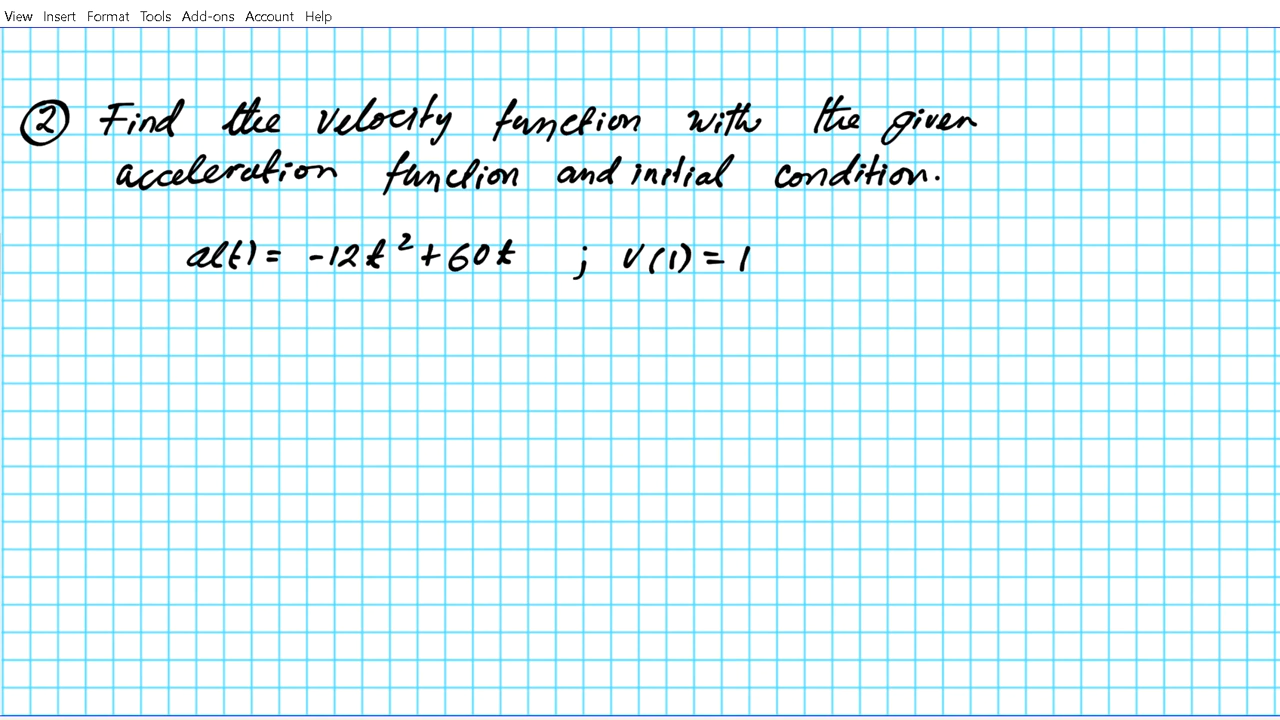 View Insert Format Tools Add-ons Account Help
② Find the velocity function with the given
acceleration function and initial condition.
a(t) = -12t² + 60t ; v(1) = 1